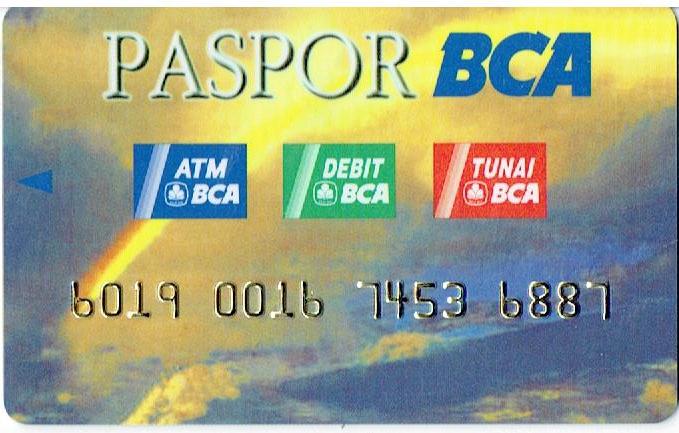 PASPOR BCA
ATM BCA
DEBIT BCA
TUNAI BCA
6019 0016 7453 6887